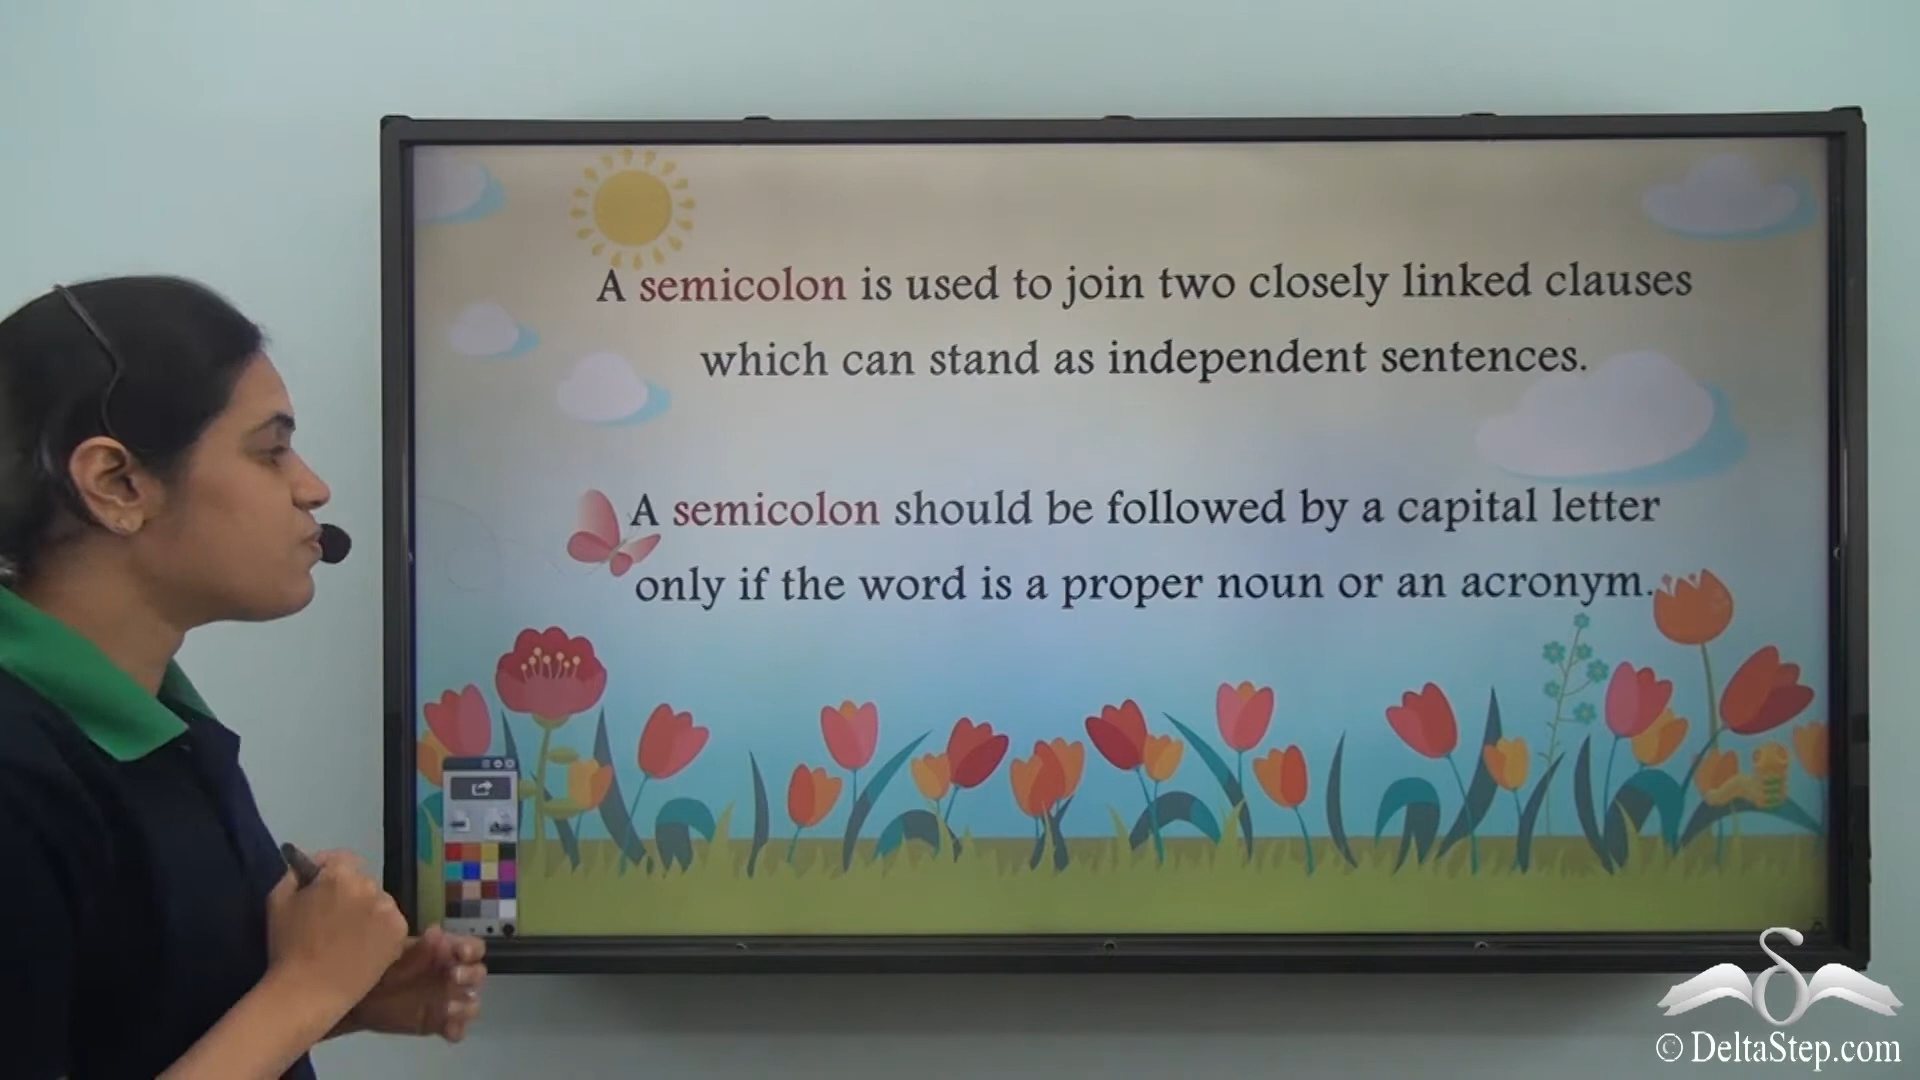 A semicolon is used to join two closely linked clauses
which can stand as independent sentences.
A semicolon should be followed by a capital letter
only if the word is a proper noun or an acronym.
© DeltaStep.com